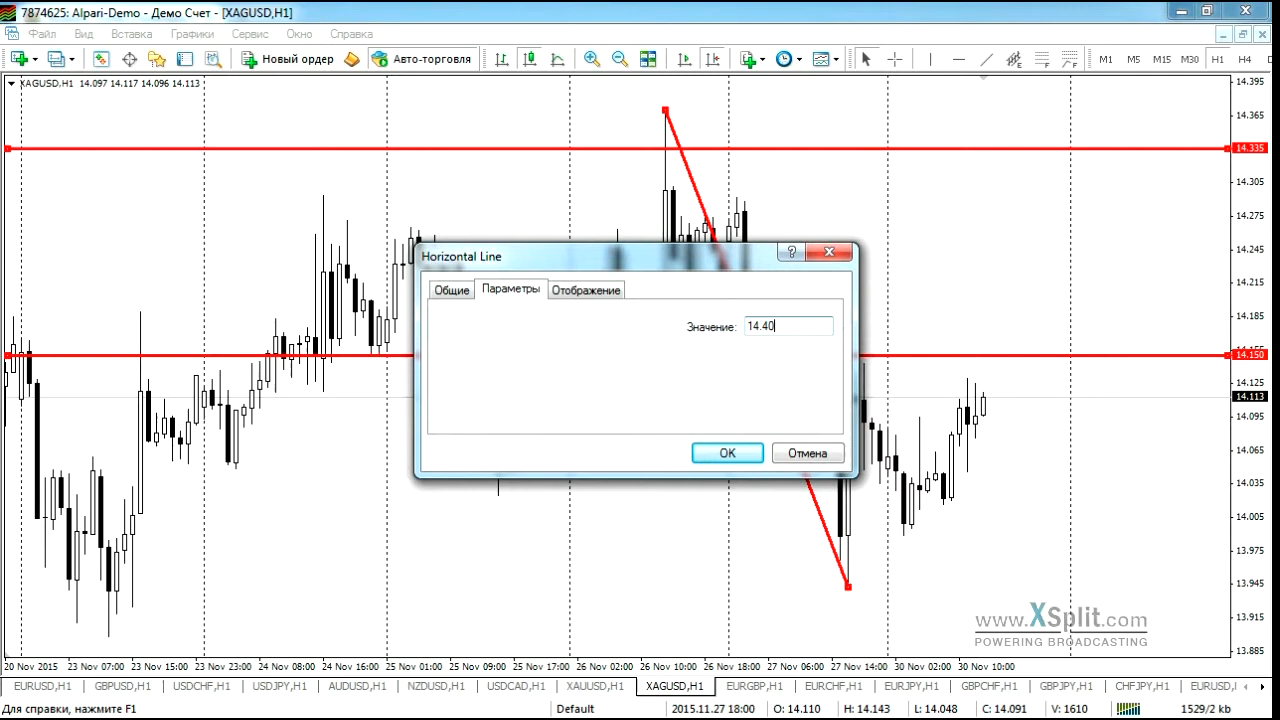 7874625: Alpari-Demo - Демо Счет - [XAGUSD,H1]
Файл Вид Вставка Графики Сервис Окно Справка
Новый ордер Авто-торговля M1 M5 M15 M30 H1 H4
XAGUSD,H1 14.097 14.117 14.096 14.113
14.395
14.365
14.335
14.305
14.275
14.245
14.215
14.185
14.150
14.125
14.113
14.095
14.065
14.035
14.005
13.975
13.945
13.915
13.885
Horizontal Line
Общие Параметры Отображение
Значение: 14.40
OK Отмена
www.XSplit.com
POWERING BROADCASTING
20 Nov 2015 23 Nov 07:00 23 Nov 15:00 23 Nov 23:00 24 Nov 08:00 24 Nov 16:00 25 Nov 01:00 25 Nov 09:00 25 Nov 17:00 26 Nov 02:00 26 Nov 10:00 26 Nov 18:00 27 Nov 06:00 27 Nov 14:00 30 Nov 02:00 30 Nov 10:00
EURUSD,H1 GBPUSD,H1 USDCHF,H1 USDJPY,H1 AUDUSD,H1 NZDUSD,H1 USDCAD,H1 XAUUSD,H1 XAGUSD,H1 EURGBP,H1 EURCHF,H1 EURJPY,H1 GBPCHF,H1 GBPJPY,H1 CHFJPY,H1 EURUSD,I
Для справки, нажмите F1 Default 2015.11.27 18:00 O: 14.110 H: 14.143 L: 14.048 C: 14.091 V: 1610 1529/2 kb